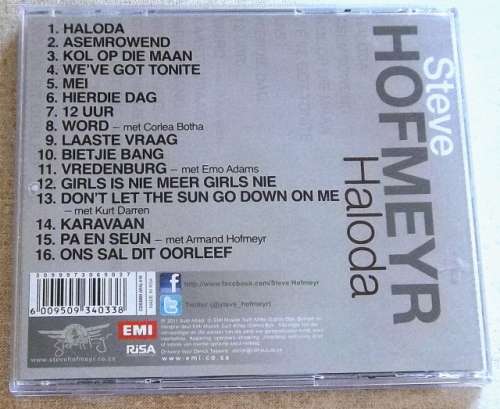 1. HALODA
2. ASEMROWEND
3. KOL OP DIE MAAN
4. WE'VE GOT TONITE
5. MEI
6. HIERDIE DAG
7. 12 UUR
8. WORD – met Corlea Botha
9. LAASTE VRAAG
10. BIETJIE BANG
11. VREDENBURG – met Emo Adams
12. GIRLS IS NIE MEER GIRLS NIE
13. DON'T LET THE SUN GO DOWN ON ME
– met Kurt Darren
14. KARAVAAN
15. PA EN SEUN – met Armand Hofmeyr
16. ONS SAL DIT OORLEEF
Steve
HOFMEYR
Haloda
6 009509 340338
f
http://www.facebook.com/Steve Hofmeyr
t
Twitter (@steve_hofmeyr)
EMI
RiSA
www.stevehofmeyr.co.za
www.emi.co.za